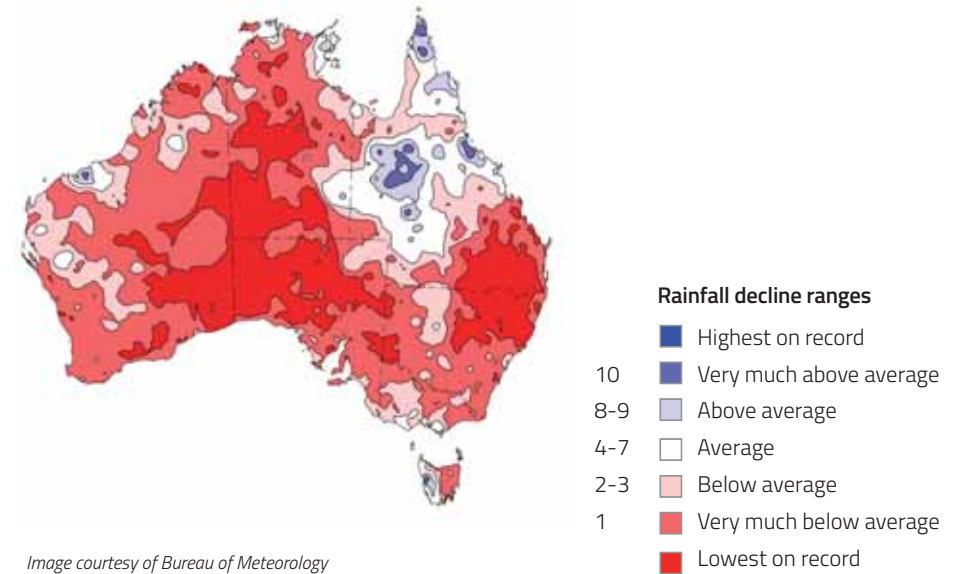 Rainfall decline ranges
Highest on record
10 Very much above average
8-9 Above average
4-7 Average
2-3 Below average
1 Very much below average
Lowest on record
Image courtesy of Bureau of Meteorology